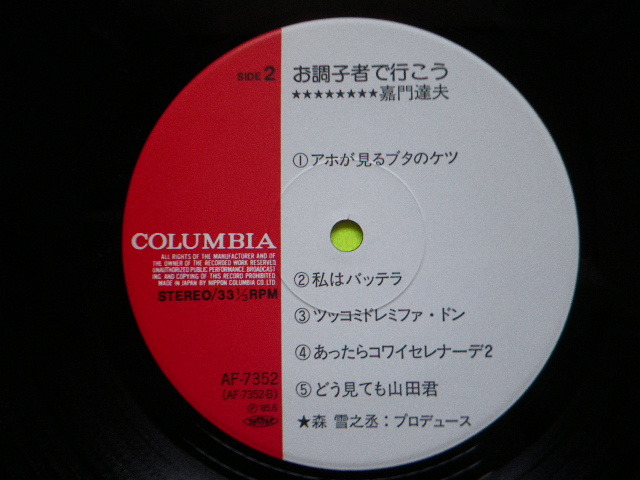 SIDE 2
お調子者で行こう
★★★★★★★★嘉門達夫
①アホが見るブタのケツ
COLUMBIA
ALL RIGHTS OF THE MANUFACTURER AND OF
THE OWNER OF THE RECORDED WORK RESERVED.
UNAUTHORIZED PUBLIC PERFORMANCE BROADCAST
ING AND COPYING OF THIS RECORD PROHIBITED.
MADE IN JAPAN BY NIPPON COLUMBIA CO. LTD.
STEREO/33⅓RPM
②私はバッテラ
③ツッコミドレミファ・ドン
④あったらコワイセレナーデ2
⑤どう見ても山田君
AF-7352
(AF-7352-B)
★森 雪之丞:プロデュース